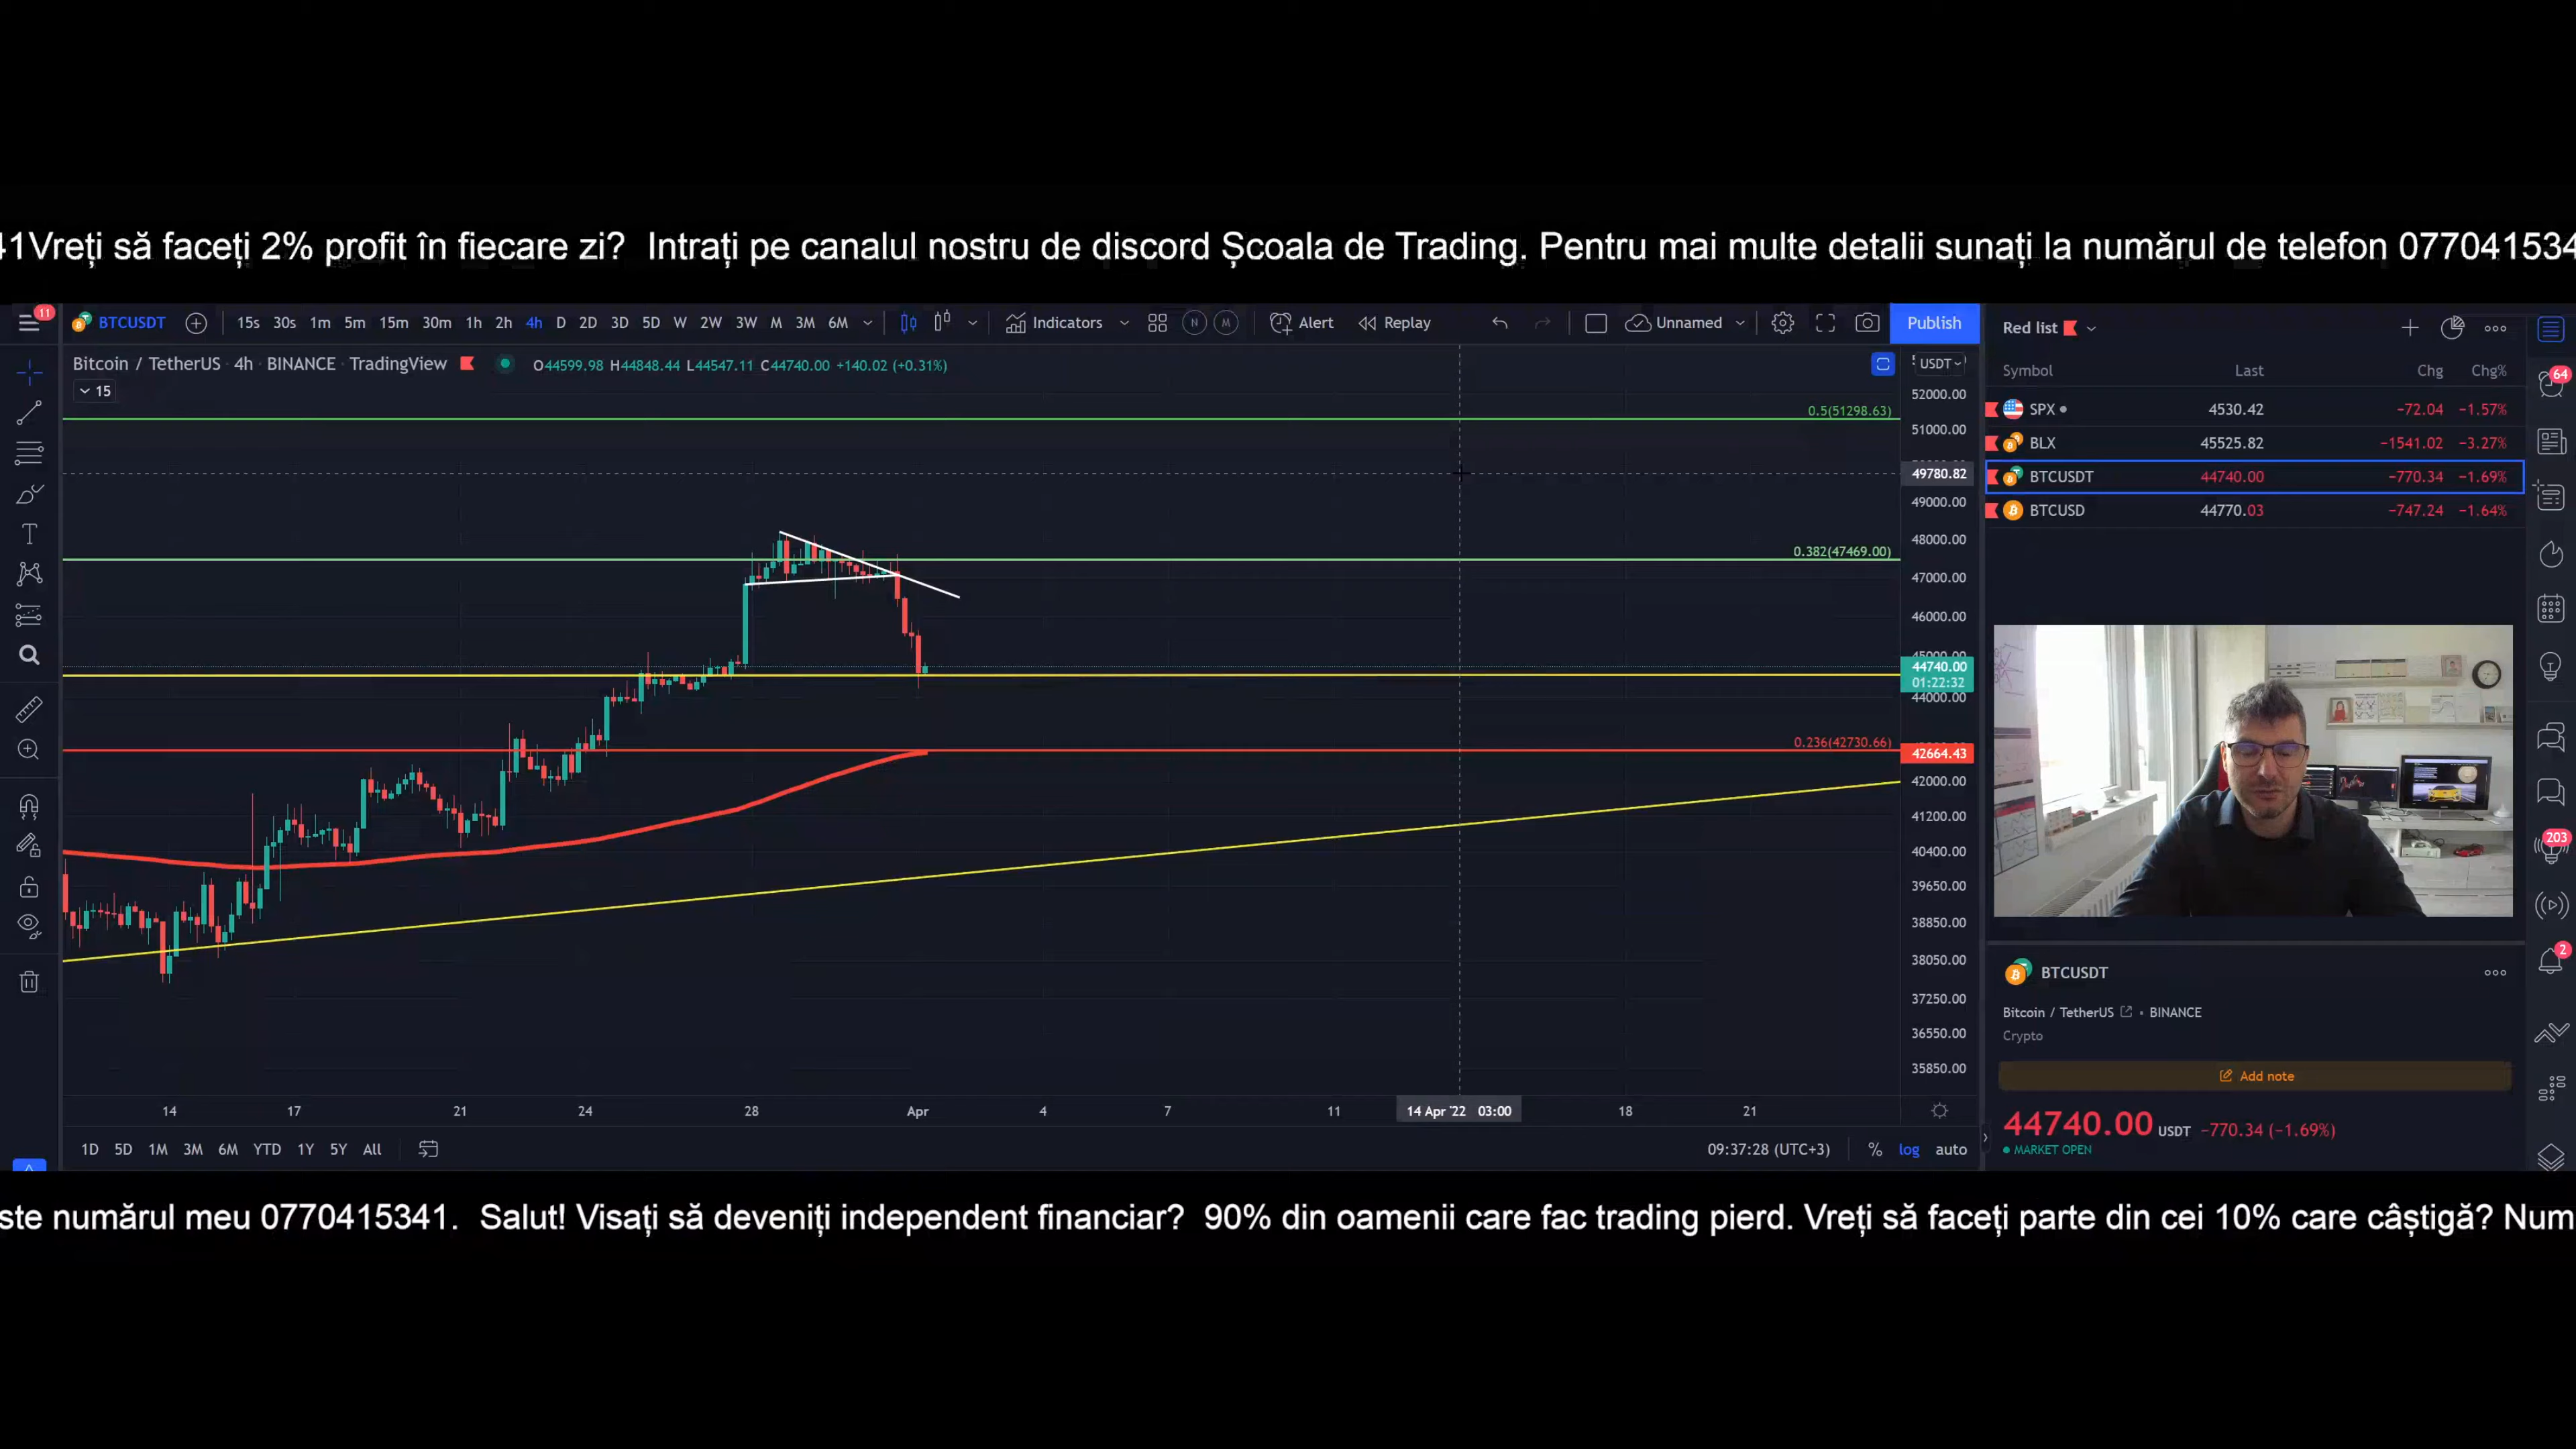 41Vreți să faceți 2% profit în fiecare zi? Intrați pe canalul nostru de discord Școala de Trading. Pentru mai multe detalii sunați la numărul de telefon 077041534
11 BTCUSDT 15s 30s 1m 5m 15m 30m 1h 2h 4h D 2D 3D 5D W 2W 3W M 3M 6M Indicators N M Alert Replay Unnamed Publish
Bitcoin / TetherUS · 4h · BINANCE · TradingView O44599.98 H44848.44 L44547.11 C44740.00 +140.02 (+0.31%)
15
USDT
52000.00
0.5(51298.63)
51000.00
49780.82
49000.00
48000.00
0.382(47469.00)
47000.00
46000.00
45000.00
44740.00
01:22:32
44000.00
0.236(42730.66)
42664.43
42000.00
41200.00
40400.00
39650.00
38850.00
38050.00
37250.00
36550.00
35850.00
14 17 21 24 28 Apr 4 7 11 14 Apr '22 03:00 18 21
1D 5D 1M 3M 6M YTD 1Y 5Y All 09:37:28 (UTC+3) % log auto
Red list
Symbol Last Chg Chg%
SPX 4530.42 −72.04 −1.57%
BLX 45525.82 −1541.02 −3.27%
BTCUSDT 44740.00 −770.34 −1.69%
BTCUSD 44770.03 −747.24 −1.64%
64
203
2
BTCUSDT
Bitcoin / TetherUS · BINANCE
Crypto
Add note
44740.00 USDT −770.34 (−1.69%)
MARKET OPEN
ste numărul meu 0770415341. Salut! Visați să deveniți independent financiar? 90% din oamenii care fac trading pierd. Vreți să faceți parte din cei 10% care câștigă? Num